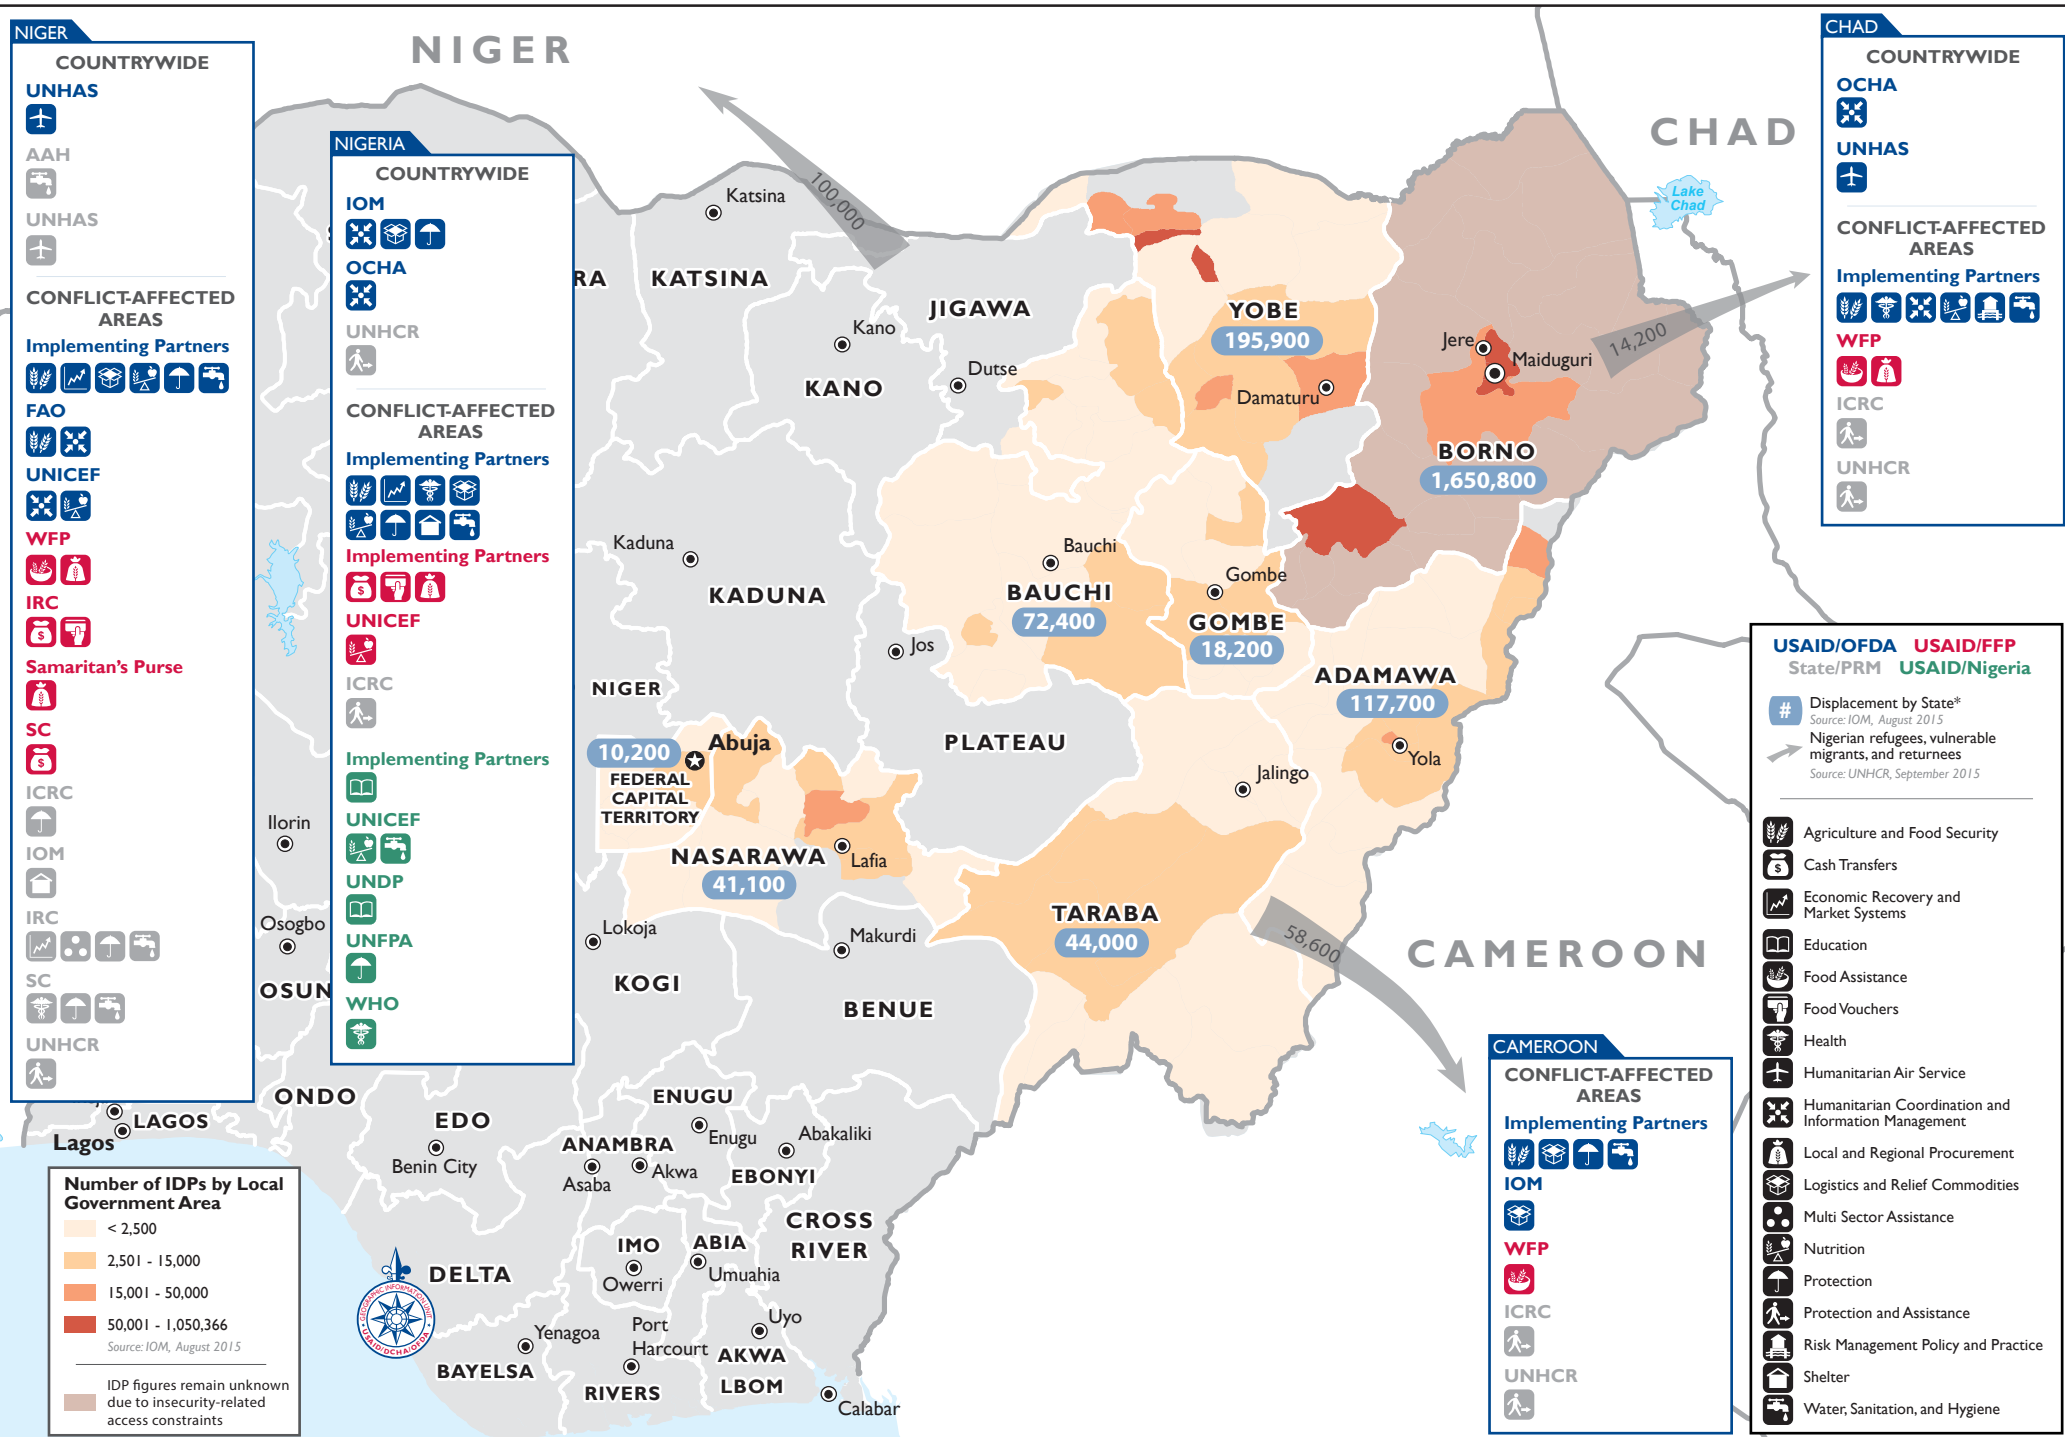 NIGER
COUNTRYWIDE
UNHAS
AAH
UNHAS
CONFLICT-AFFECTED
AREAS
Implementing Partners
FAO
UNICEF
WFP
IRC
Samaritan's Purse
SC
ICRC
IOM
IRC
SC
UNHCR
NIGERIA
COUNTRYWIDE
IOM
OCHA
UNHCR
CONFLICT-AFFECTED
AREAS
Implementing Partners
Implementing Partners
UNICEF
ICRC
Implementing Partners
UNICEF
UNDP
UNFPA
WHO
CHAD
COUNTRYWIDE
OCHA
UNHAS
CONFLICT-AFFECTED
AREAS
Implementing Partners
WFP
ICRC
UNHCR
CAMEROON
CONFLICT-AFFECTED
AREAS
Implementing Partners
IOM
WFP
ICRC
UNHCR
NIGER
CHAD
CAMEROON
Lake
Chad
100,000
14,200
58,600
Katsina
RA
KATSINA
JIGAWA
Kano
KANO
Dutse
YOBE
195,900
Damaturu
Jere
Maiduguri
BORNO
1,650,800
Kaduna
KADUNA
Bauchi
BAUCHI
72,400
Gombe
GOMBE
18,200
Jos
NIGER
ADAMAWA
117,700
Yola
10,200
Abuja
FEDERAL
CAPITAL
TERRITORY
PLATEAU
Jalingo
Ilorin
NASARAWA
41,100
Lafia
TARABA
44,000
Osogbo
OSUN
Lokoja
KOGI
Makurdi
BENUE
ONDO
LAGOS
Lagos
EDO
Benin City
ENUGU
Enugu
ANAMBRA
Asaba
Akwa
Abakaliki
EBONYI
CROSS
RIVER
IMO
Owerri
ABIA
Umuahia
DELTA
Yenagoa
BAYELSA
Port
Harcourt
RIVERS
Uyo
AKWA
LBOM
Calabar
GEOGRAPHIC INFORMATION UNIT
USAID/DCHA/OFDA
Number of IDPs by Local
Government Area
< 2,500
2,501 - 15,000
15,001 - 50,000
50,001 - 1,050,366
Source: IOM, August 2015
IDP figures remain unknown
due to insecurity-related
access constraints
USAID/OFDA USAID/FFP
State/PRM USAID/Nigeria
# Displacement by State*
Source: IOM, August 2015
Nigerian refugees, vulnerable
migrants, and returnees
Source: UNHCR, September 2015
Agriculture and Food Security
Cash Transfers
Economic Recovery and
Market Systems
Education
Food Assistance
Food Vouchers
Health
Humanitarian Air Service
Humanitarian Coordination and
Information Management
Local and Regional Procurement
Logistics and Relief Commodities
Multi Sector Assistance
Nutrition
Protection
Protection and Assistance
Risk Management Policy and Practice
Shelter
Water, Sanitation, and Hygiene